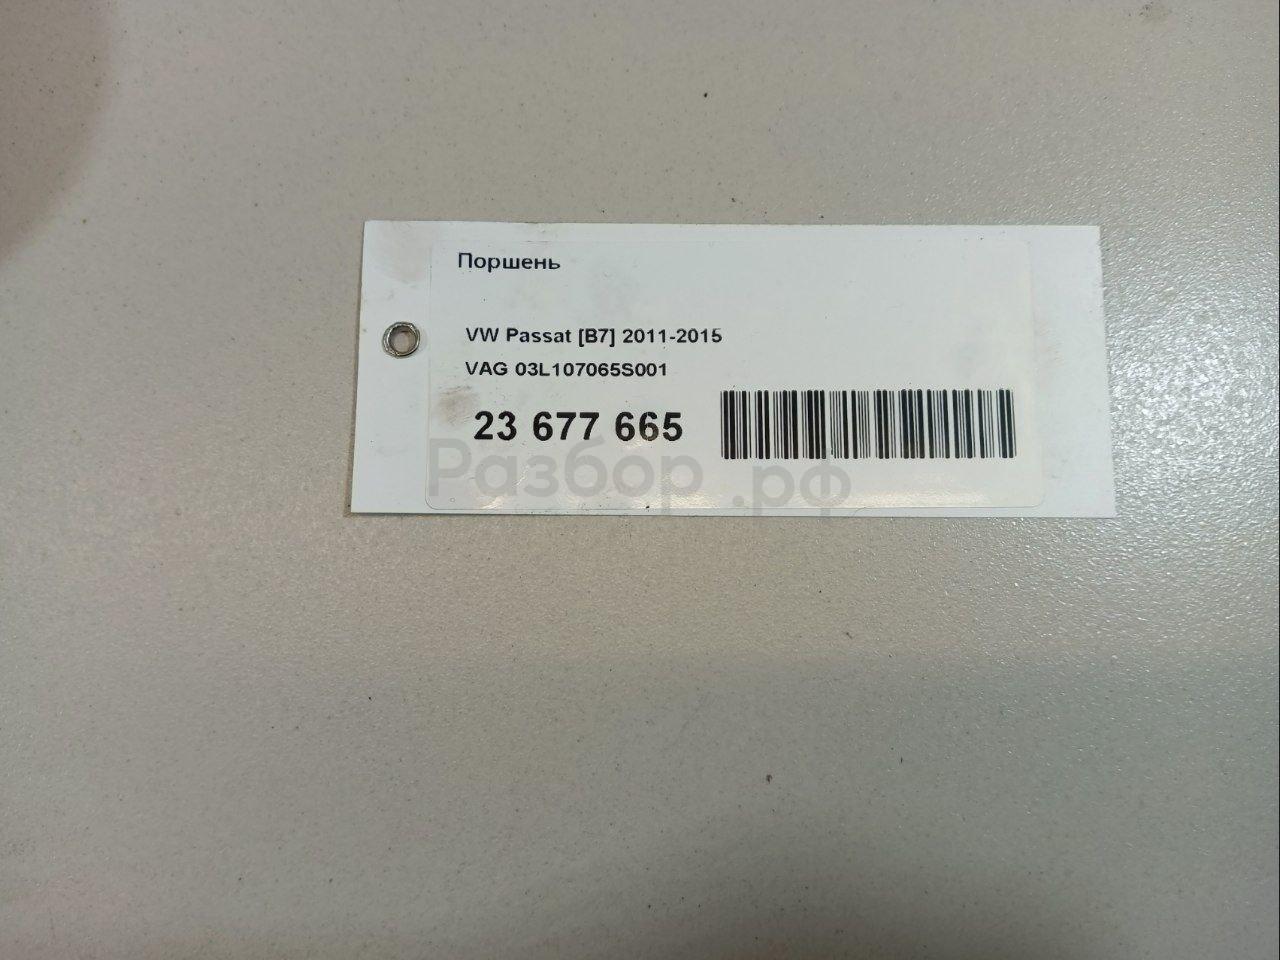 Поршень
VW Passat [B7] 2011-2015
VAG 03L107065S001
23 677 665
Разбор.рф